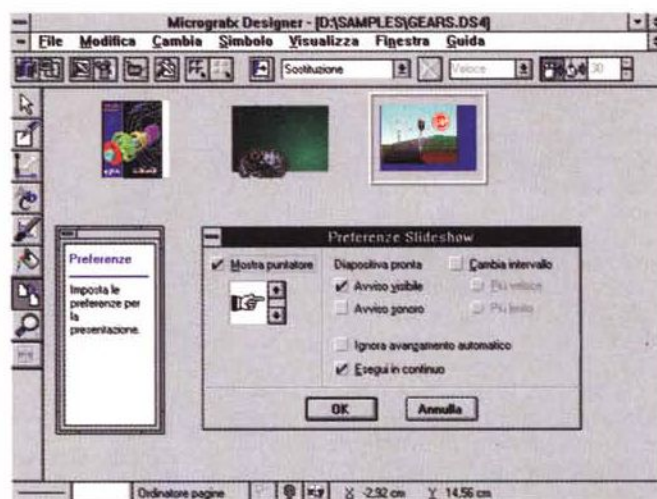 Micrografx Designer - [D:\SAMPLES\GEARS.DS4]
File Modifica Cambia Simbolo Visualizza Finestra Guida
Sostituzione Veloce 30
Preferenze
Imposta le
preferenze per
la
presentazione.
Preferenze Slideshow
Mostra puntatore
Diapositiva pronta
Avviso visibile
Avviso sonoro
Cambia intervallo
Più veloce
Più lento
Ignora avanzamento automatico
Esegui in continuo
OK Annulla
Ordinatore pagine X -2,92 cm Y 14,56 cm